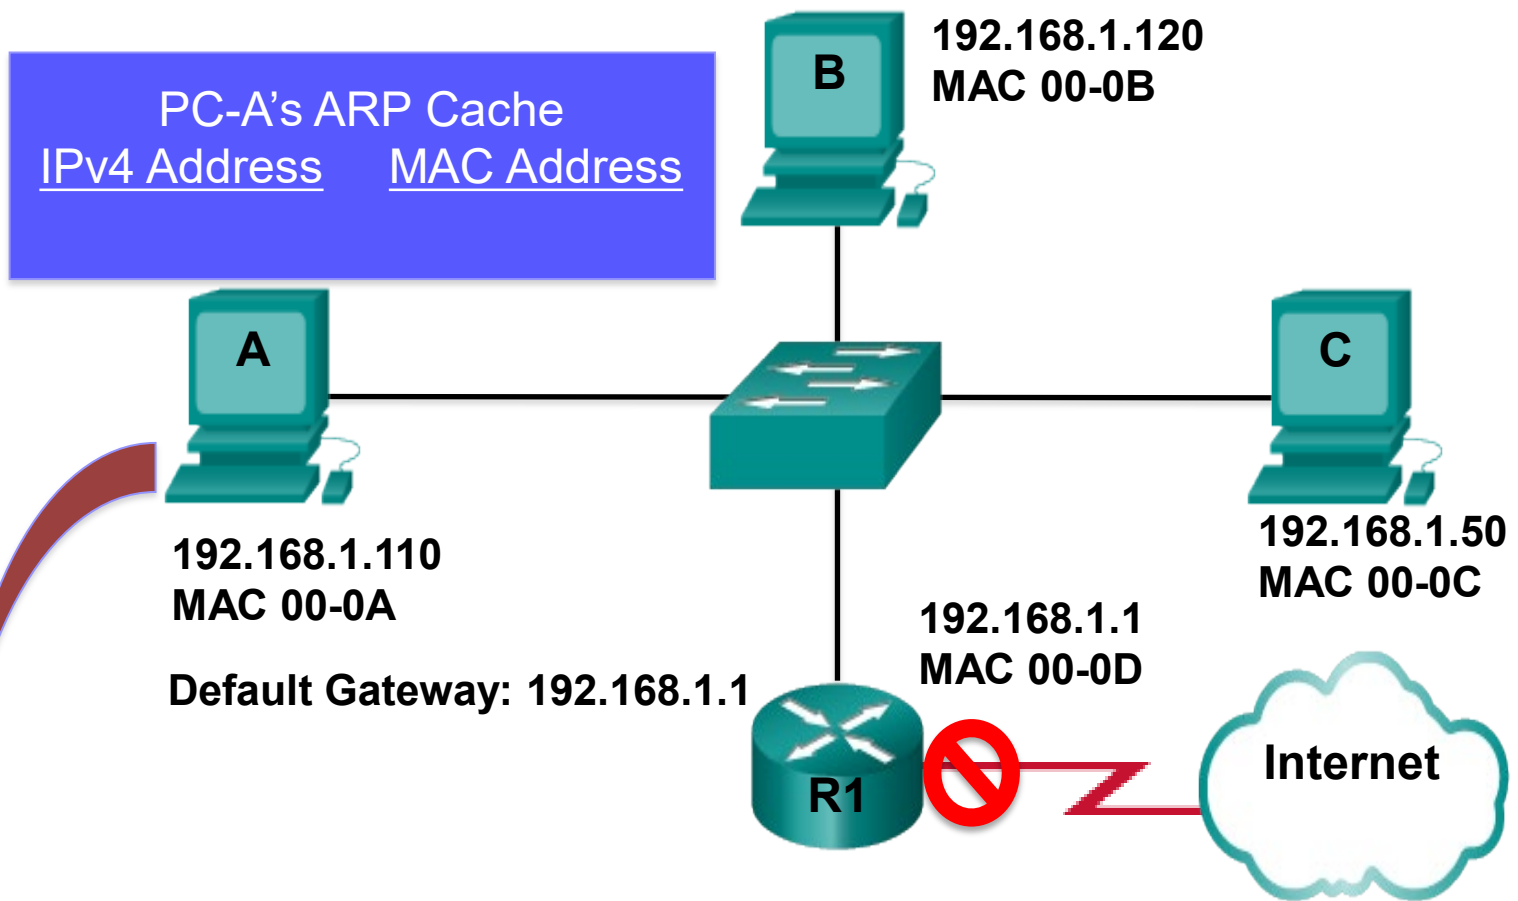 192.168.1.120
MAC 00-0B
B
PC-A’s ARP Cache
IPv4 Address MAC Address
A
C
192.168.1.110
MAC 00-0A
192.168.1.50
MAC 00-0C
192.168.1.1
MAC 00-0D
Default Gateway: 192.168.1.1
R1
Internet